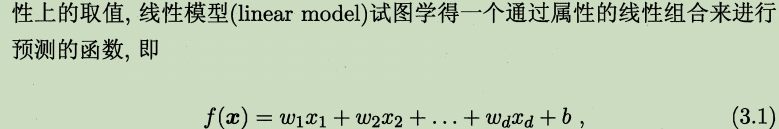 性上的取值, 线性模型(linear model)试图学得一个通过属性的线性组合来进行
预测的函数, 即
f(x) = w₁x₁ + w₂x₂ + ... + w_dx_d + b , (3.1)